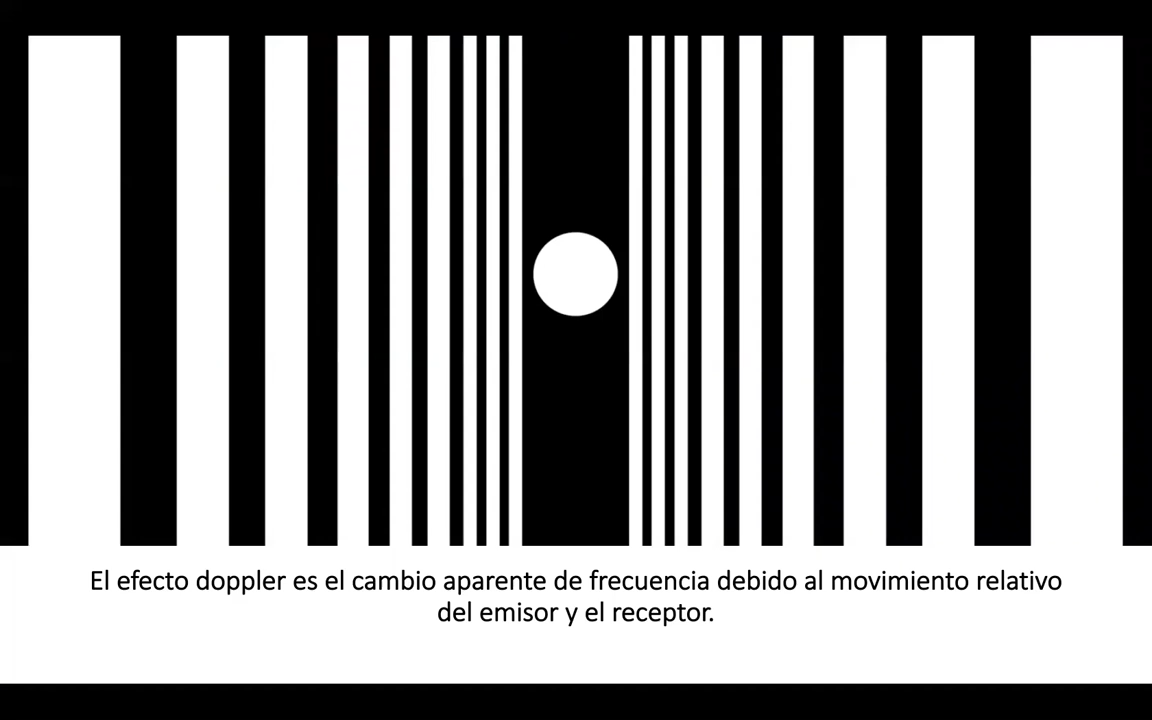 El efecto doppler es el cambio aparente de frecuencia debido al movimiento relativo
del emisor y el receptor.